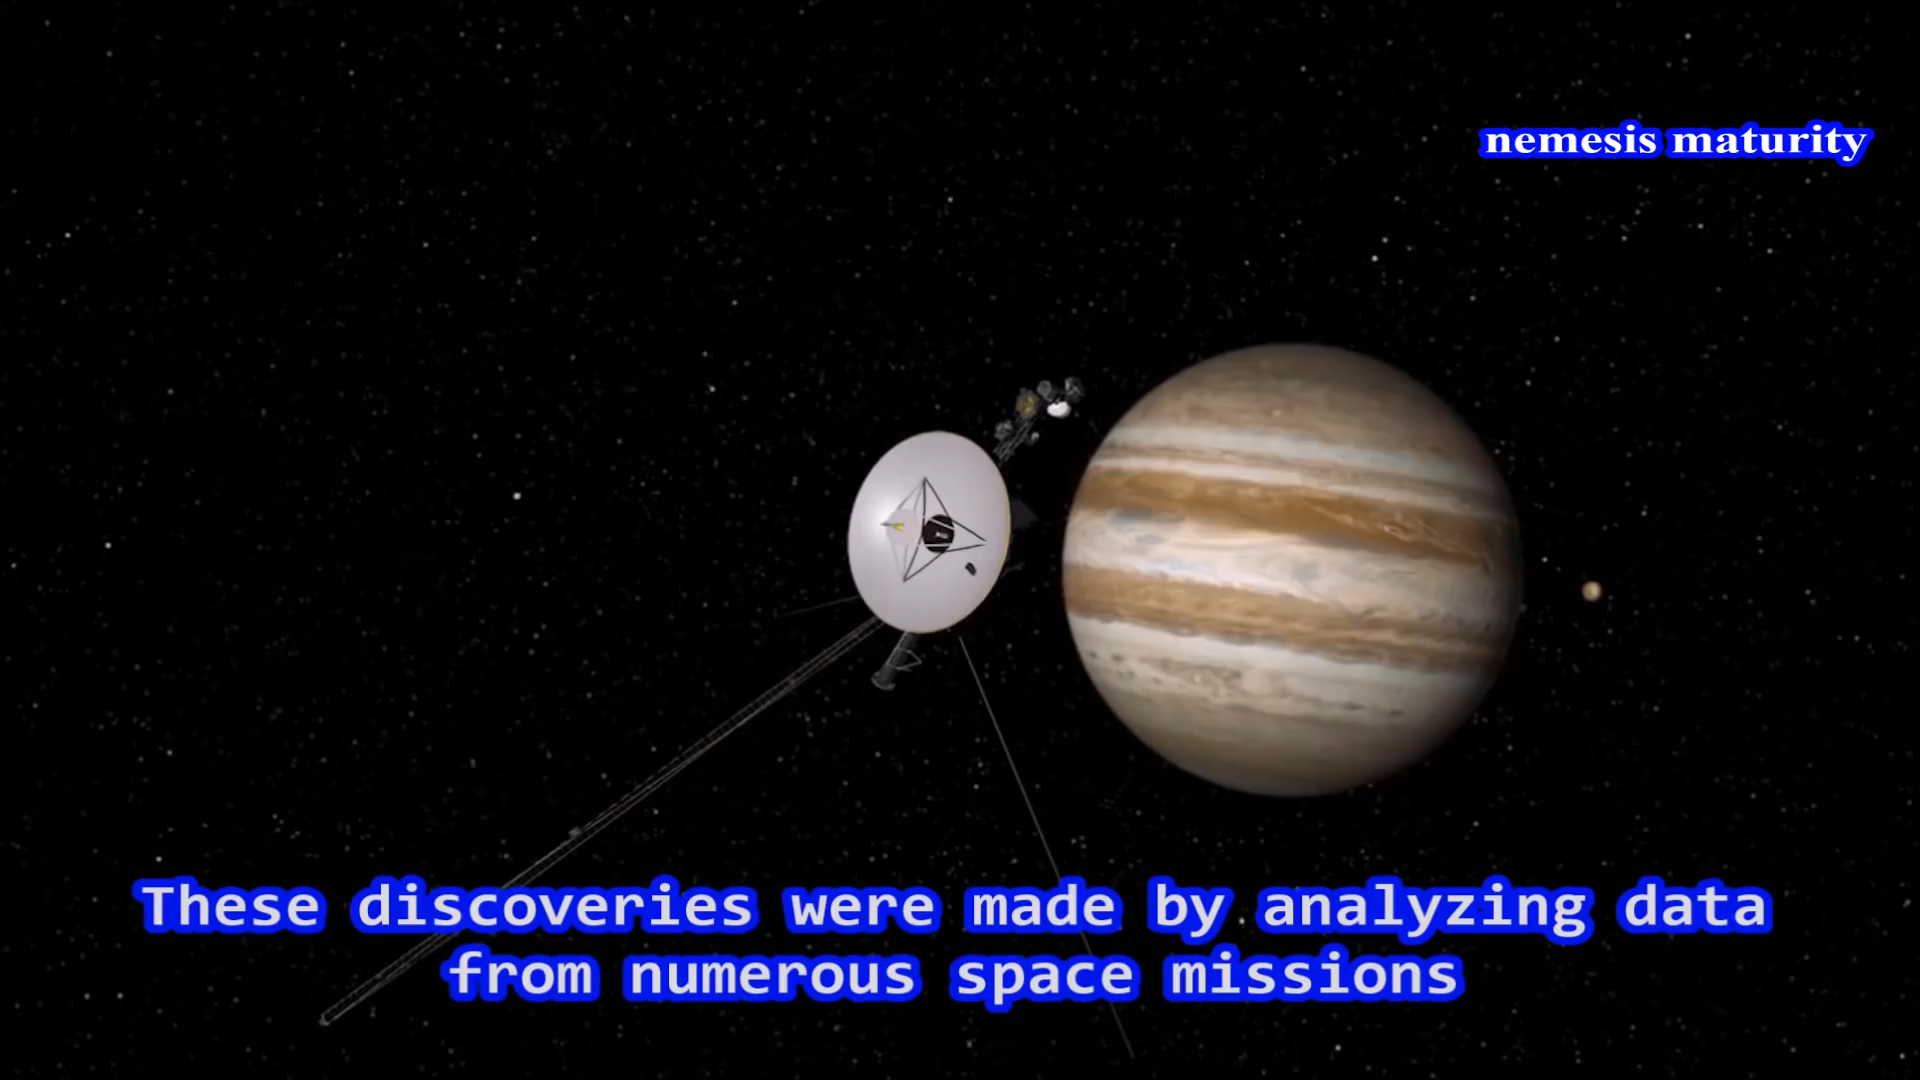 nemesis maturity
These discoveries were made by analyzing data
from numerous space missions